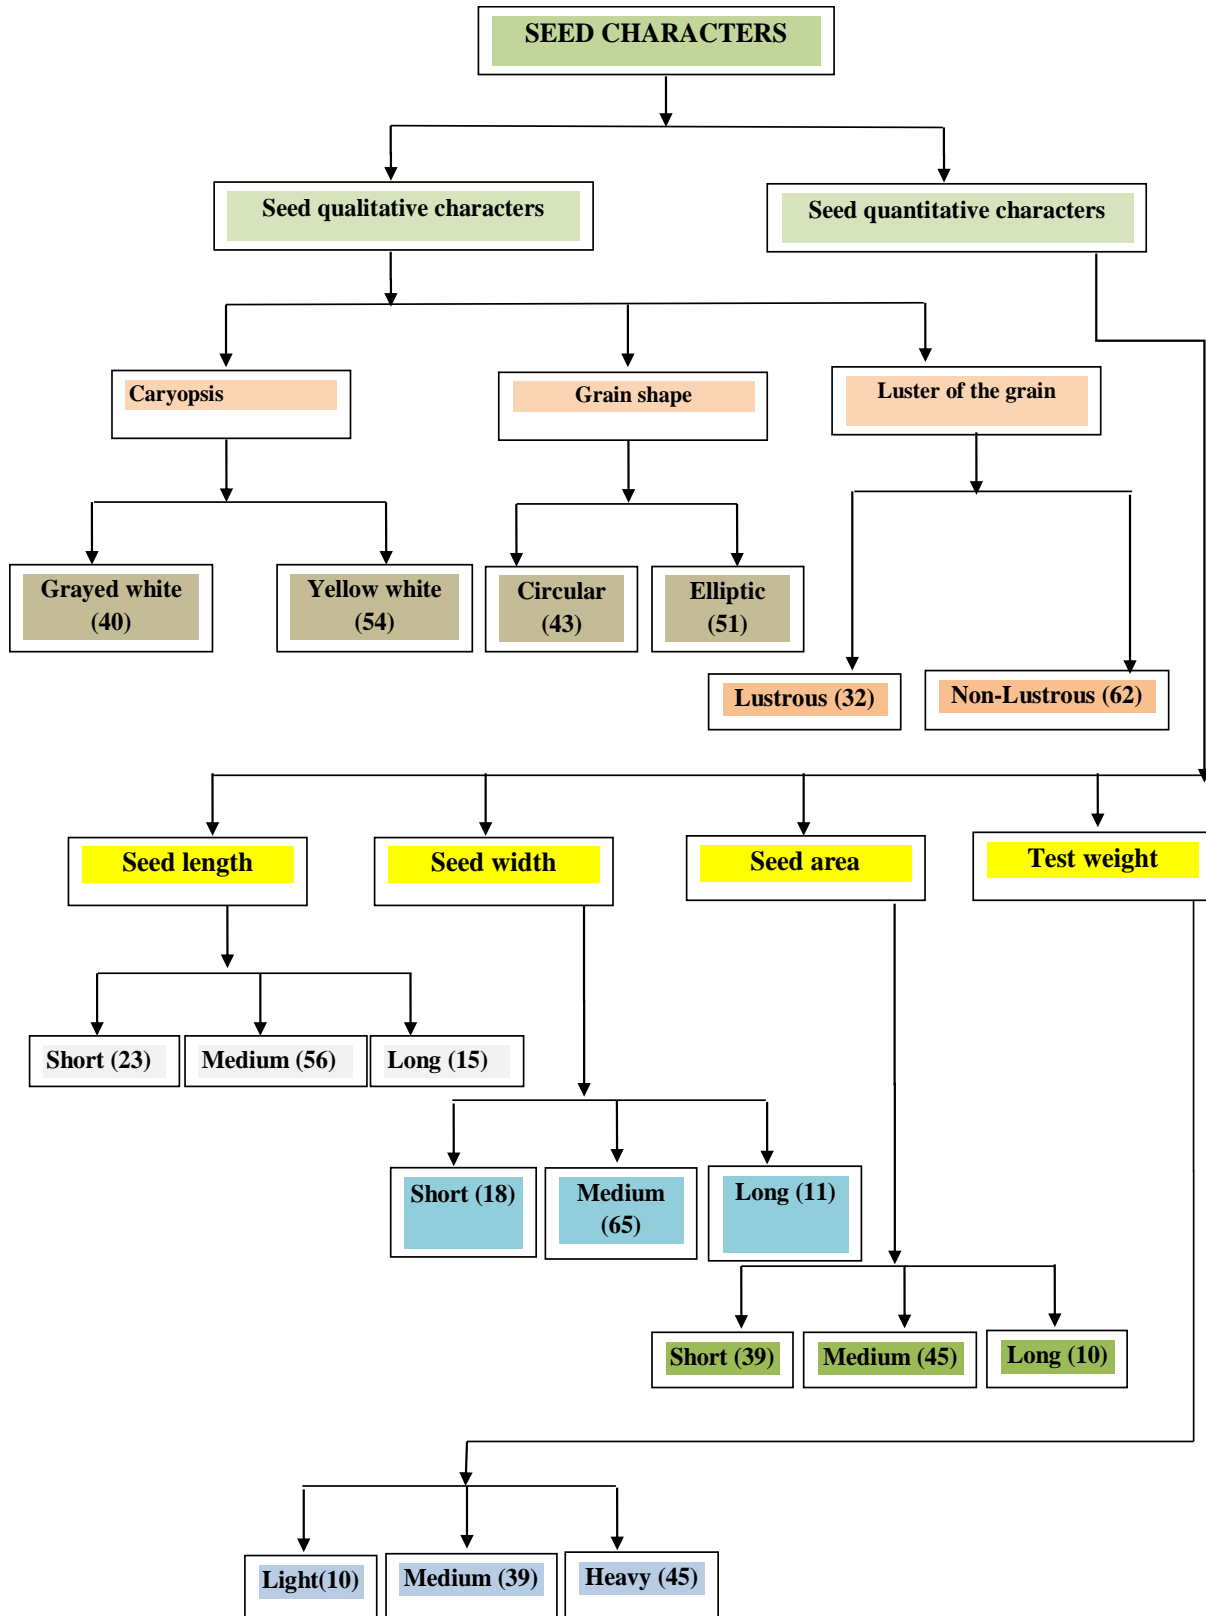 SEED CHARACTERS
Seed qualitative characters
Seed quantitative characters
Caryopsis
Grain shape
Luster of the grain
Grayed white
(40)
Yellow white
(54)
Circular
(43)
Elliptic
(51)
Lustrous (32)
Non-Lustrous (62)
Seed length
Seed width
Seed area
Test weight
Short (23)
Medium (56)
Long (15)
Short (18)
Medium
(65)
Long (11)
Short (39)
Medium (45)
Long (10)
Light(10)
Medium (39)
Heavy (45)